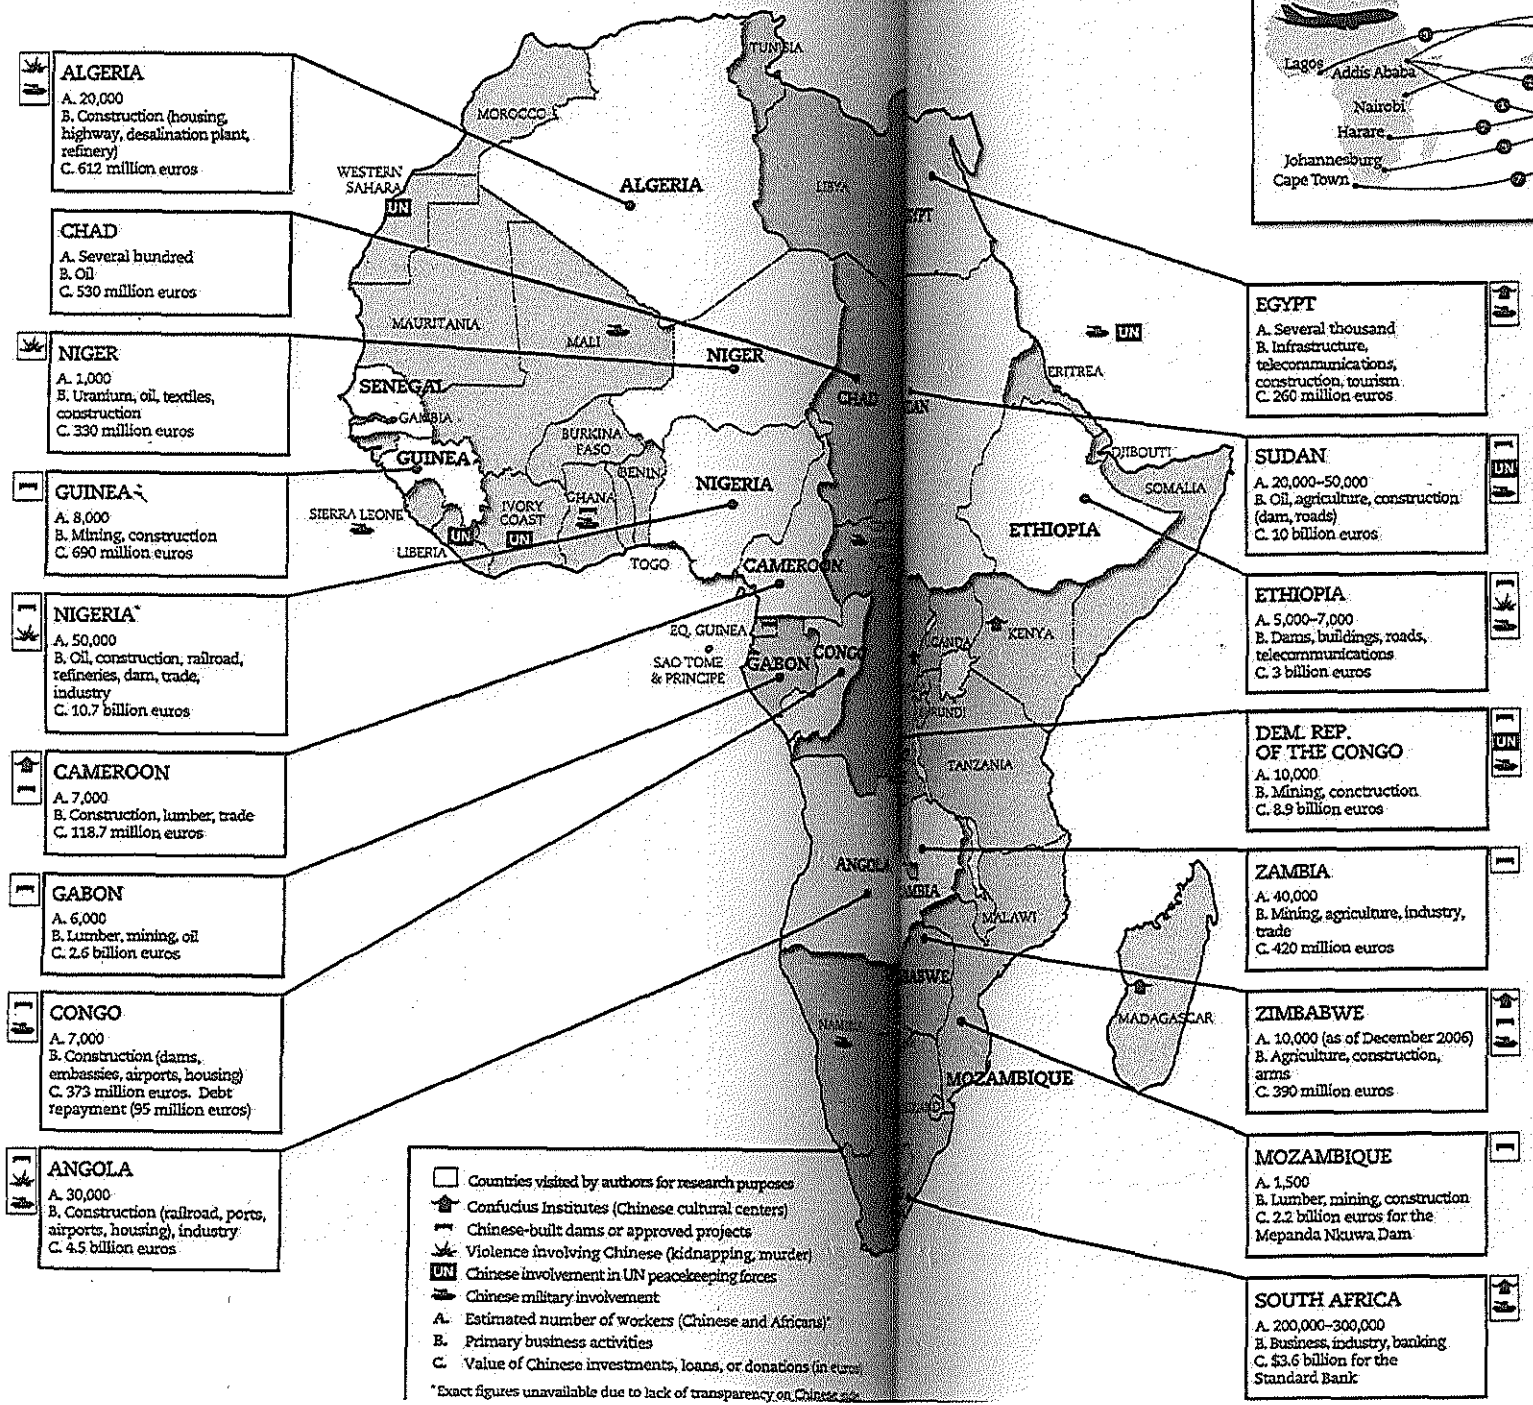 ALGERIA
A. 20,000
B. Construction (housing,
highway, desalination plant,
refinery)
C. 612 million euros
CHAD
A. Several hundred
B. Oil
C. 530 million euros
NIGER
A. 1,000
B. Uranium, oil, textiles,
construction
C. 330 million euros
GUINEA
A. 8,000
B. Mining, construction
C. 690 million euros
NIGERIA*
A. 50,000
B. Oil, construction, railroad,
refineries, dam, trade,
industry
C. 10.7 billion euros
CAMEROON
A. 7,000
B. Construction, lumber, trade
C. 118.7 million euros
GABON
A. 6,000
B. Lumber, mining, oil
C. 2.6 billion euros
CONGO
A. 7,000
B. Construction (dams,
embassies, airports, housing)
C. 373 million euros. Debt
repayment (95 million euros)
ANGOLA
A. 30,000
B. Construction (railroad, ports,
airports, housing), industry
C. 4.5 billion euros
TUNISIA
MOROCCO
WESTERN
SAHARA
UN
ALGERIA
LIBYA
MAURITANIA
MALI
NIGER
CHAD
UN
ERITREA
SENEGAL
GAMBIA
BURKINA
FASO
BENIN
DJIBOUTI
GUINEA
NIGERIA
SOMALIA
SIERRA LEONE
IVORY
COAST
GHANA
ETHIOPIA
UN
UN
LIBERIA
TOGO
CAMEROON
EQ. GUINEA
SAO TOME
& PRINCIPE
GABON
CONGO
KENYA
TANZANIA
ANGOLA
MALAWI
MADAGASCAR
NAMIBIA
MOZAMBIQUE
Countries visited by authors for research purposes
Confucius Institutes (Chinese cultural centers)
Chinese-built dams or approved projects
Violence involving Chinese (kidnapping, murder)
UN Chinese involvement in UN peacekeeping forces
Chinese military involvement
A. Estimated number of workers (Chinese and Africans)*
B. Primary business activities
C. Value of Chinese investments, loans, or donations (in euros)
*Exact figures unavailable due to lack of transparency on Chinese
Lagos
Addis Ababa
Nairobi
Harare
Johannesburg
Cape Town
EGYPT
A. Several thousand
B. Infrastructure,
telecommunications,
construction, tourism
C. 260 million euros
SUDAN
A. 20,000–50,000
B. Oil, agriculture, construction
(dam, roads)
C. 10 billion euros
UN
ETHIOPIA
A. 5,000–7,000
B. Dams, buildings, roads,
telecommunications
C. 3 billion euros
DEM. REP.
OF THE CONGO
A. 10,000
B. Mining, conctruction
C. 8.9 billion euros
UN
ZAMBIA
A. 40,000
B. Mining, agriculture, industry,
trade
C. 420 million euros
ZIMBABWE
A. 10,000 (as of December 2006)
B. Agriculture, construction,
arms
C. 390 million euros
MOZAMBIQUE
A. 1,500
B. Lumber, mining, construction
C. 2.2 billion euros for the
Mepanda Nkuwa Dam
SOUTH AFRICA
A. 200,000–300,000
B. Business, industry, banking
C. $3.6 billion for the
Standard Bank